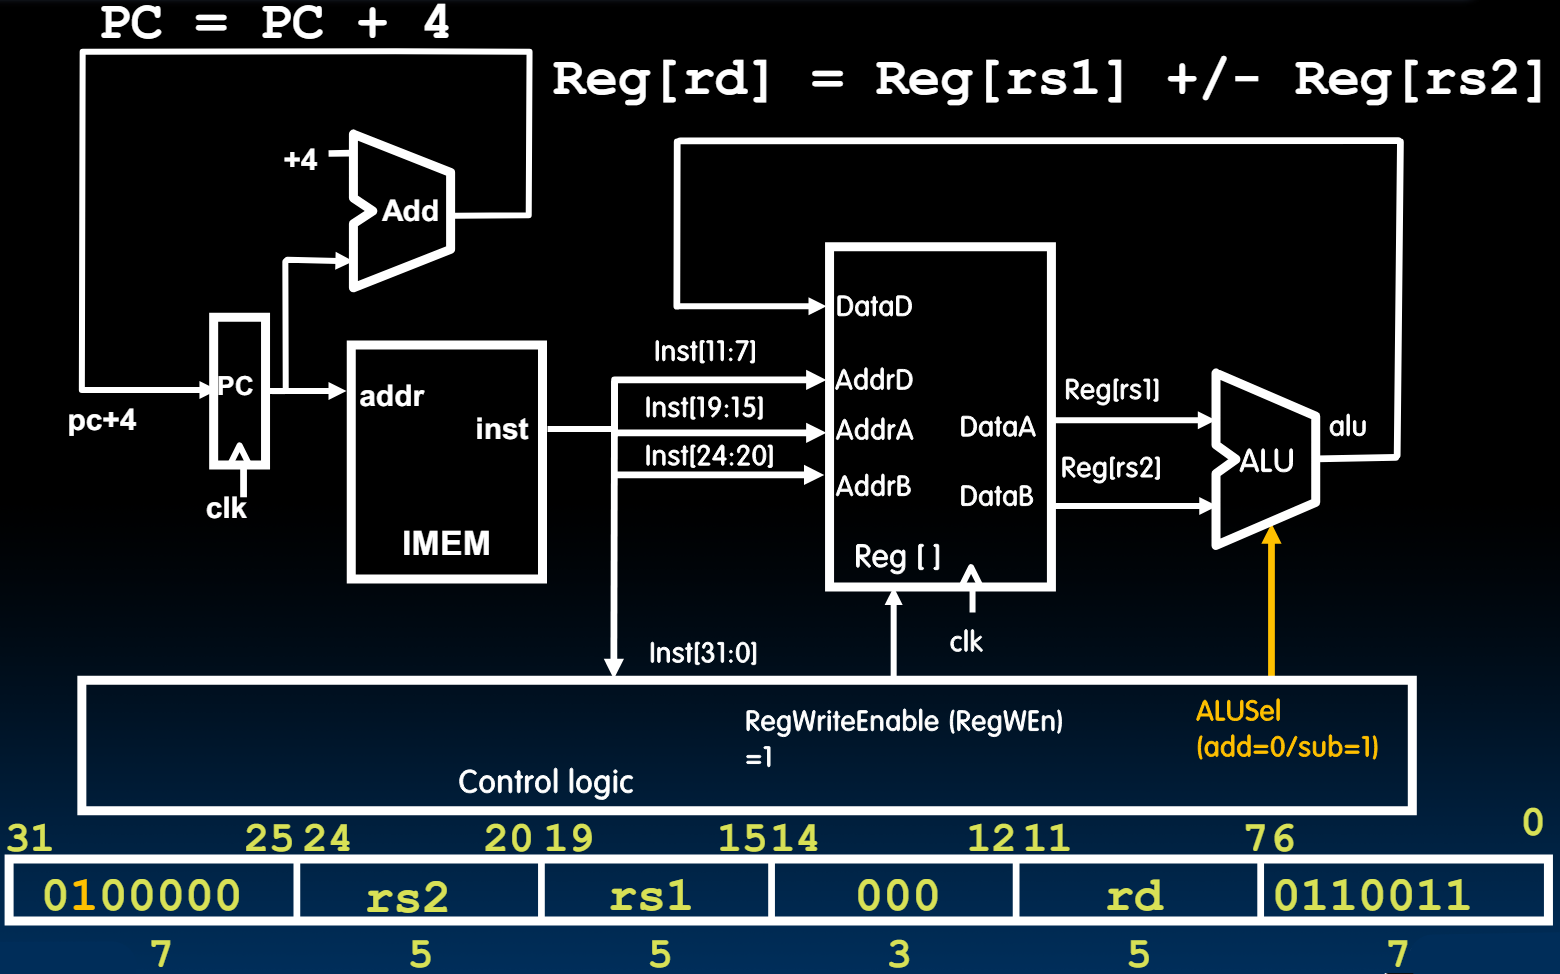 PC = PC + 4
Reg[rd] = Reg[rs1] +/- Reg[rs2]
+4
Add
DataD
Inst[11:7]
PC
addr
AddrD
Reg[rs1]
Inst[19:15]
pc+4
inst
AddrA
DataA
alu
Inst[24:20]
Reg[rs2]
ALU
AddrB
DataB
clk
IMEM
Reg [ ]
clk
Inst[31:0]
RegWriteEnable (RegWEn)
=1
ALUSel
(add=0/sub=1)
Control logic
31 25 24 20 19 15 14 12 11 7 6 0
0100000 rs2 rs1 000 rd 0110011
7 5 5 3 5 7